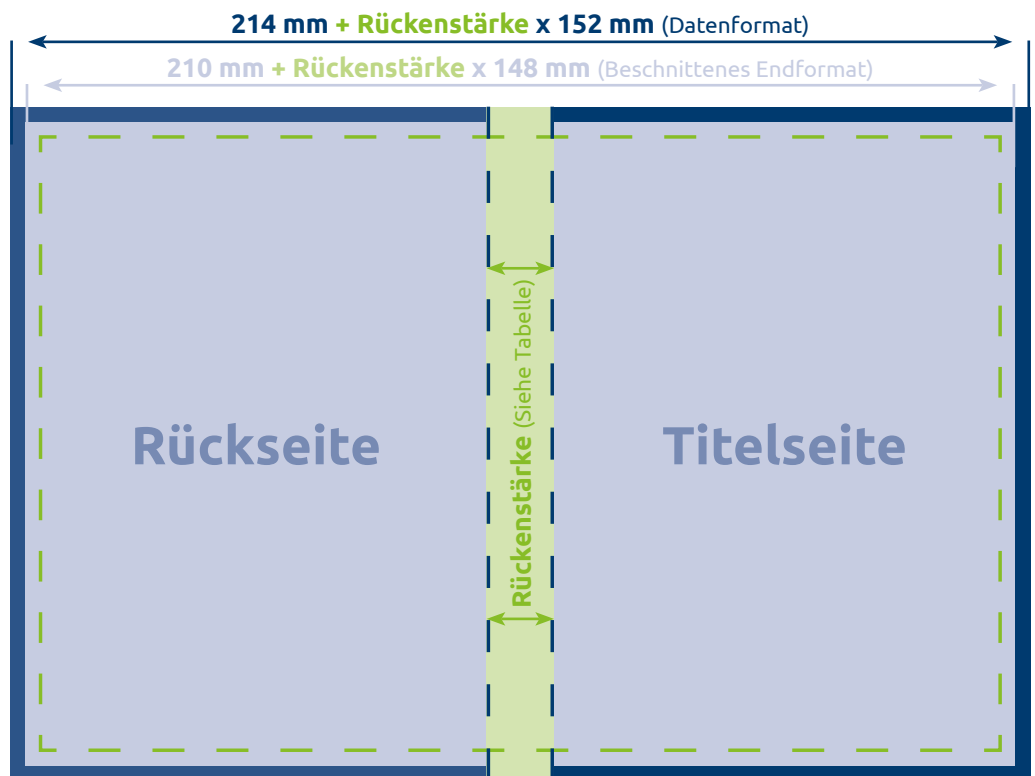 214 mm + Rückenstärke x 152 mm (Datenformat)
210 mm + Rückenstärke x 148 mm (Beschnittenes Endformat)
Rückseite
Rückenstärke (Siehe Tabelle)
Titelseite